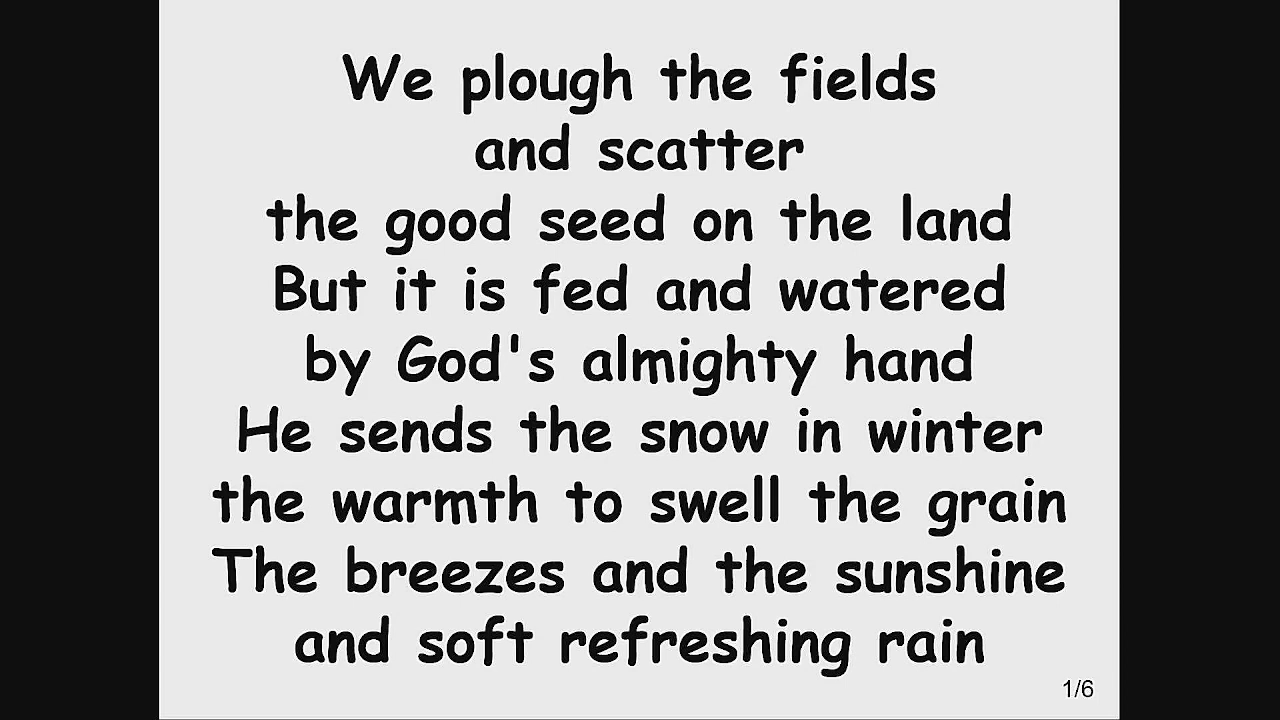 We plough the fields
and scatter
the good seed on the land
But it is fed and watered
by God's almighty hand
He sends the snow in winter
the warmth to swell the grain
The breezes and the sunshine
and soft refreshing rain
1/6